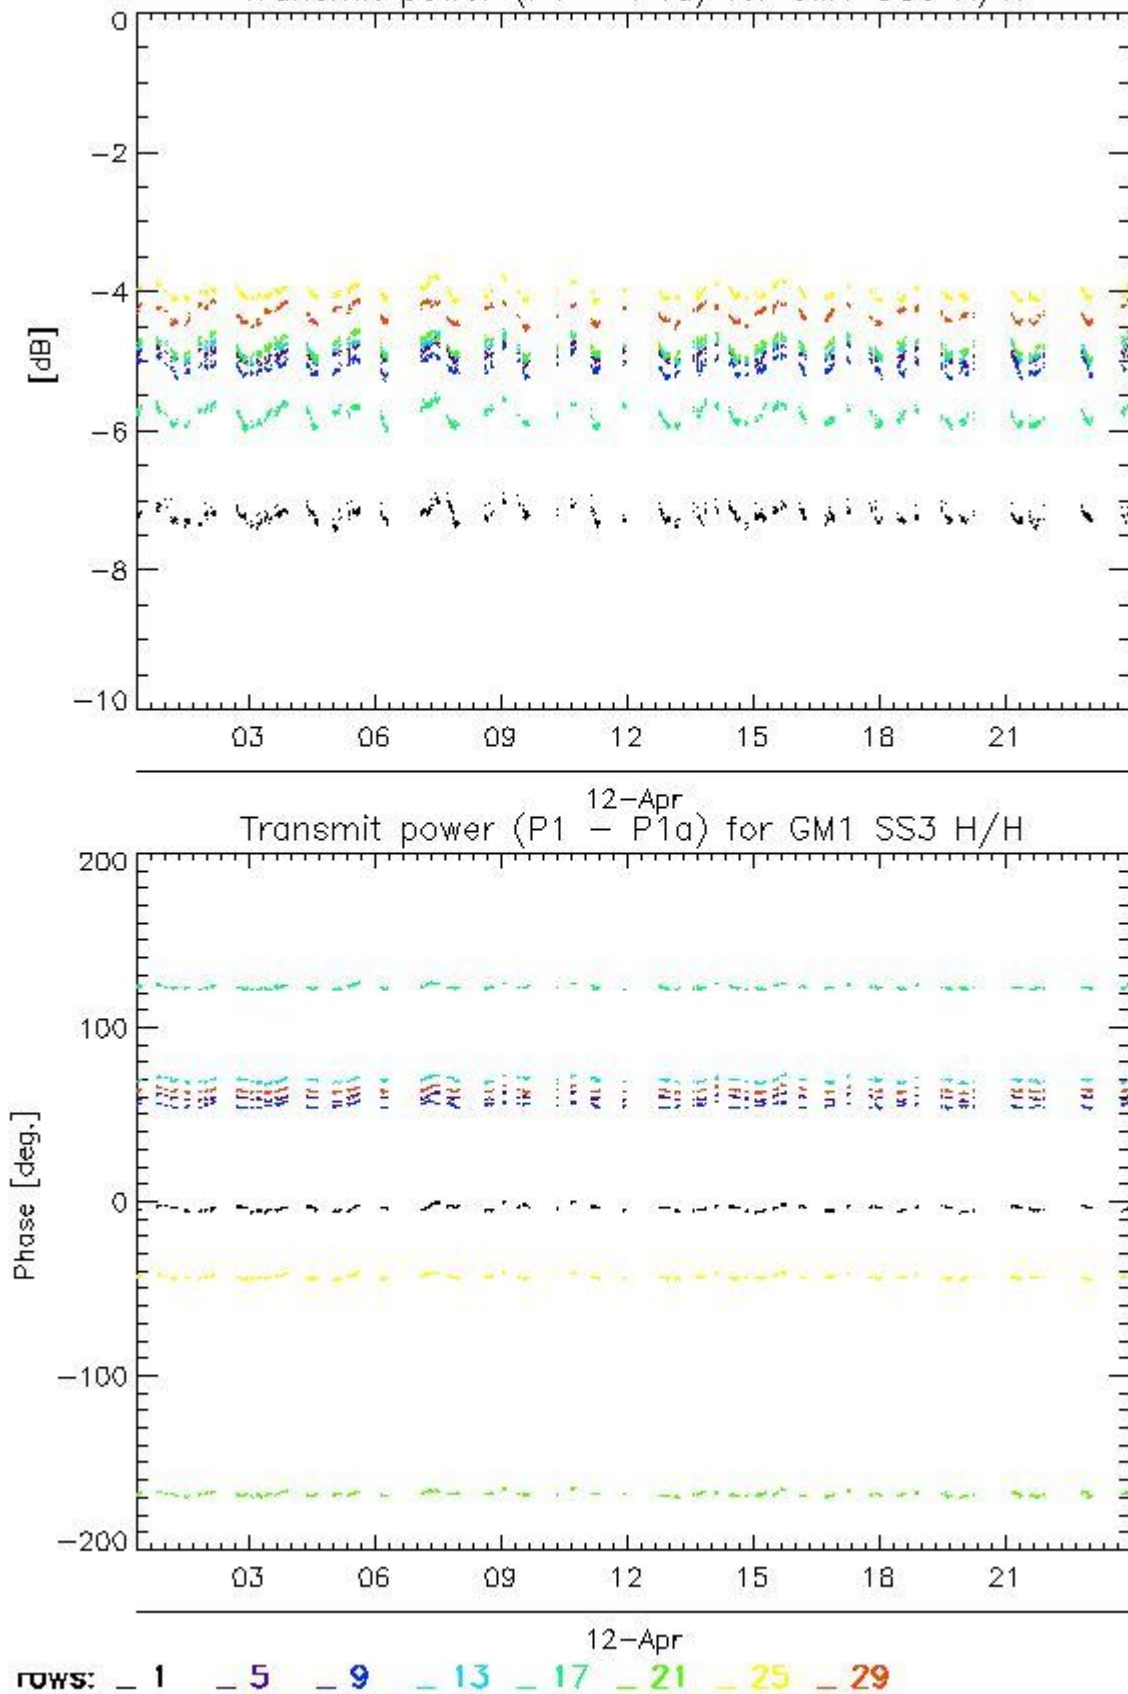 0
−2
−4
[dB]
−6
−8
−10
03 06 09 12 15 18 21
12−Apr
Transmit power (P1 − P1a) for GM1 SS3 H/H
200
100
Phase [deg.]
0
−100
−200
03 06 09 12 15 18 21
12−Apr
rows: _ 1 _ 5 _ 9 _ 13 _ 17 _ 21 _ 25 _ 29